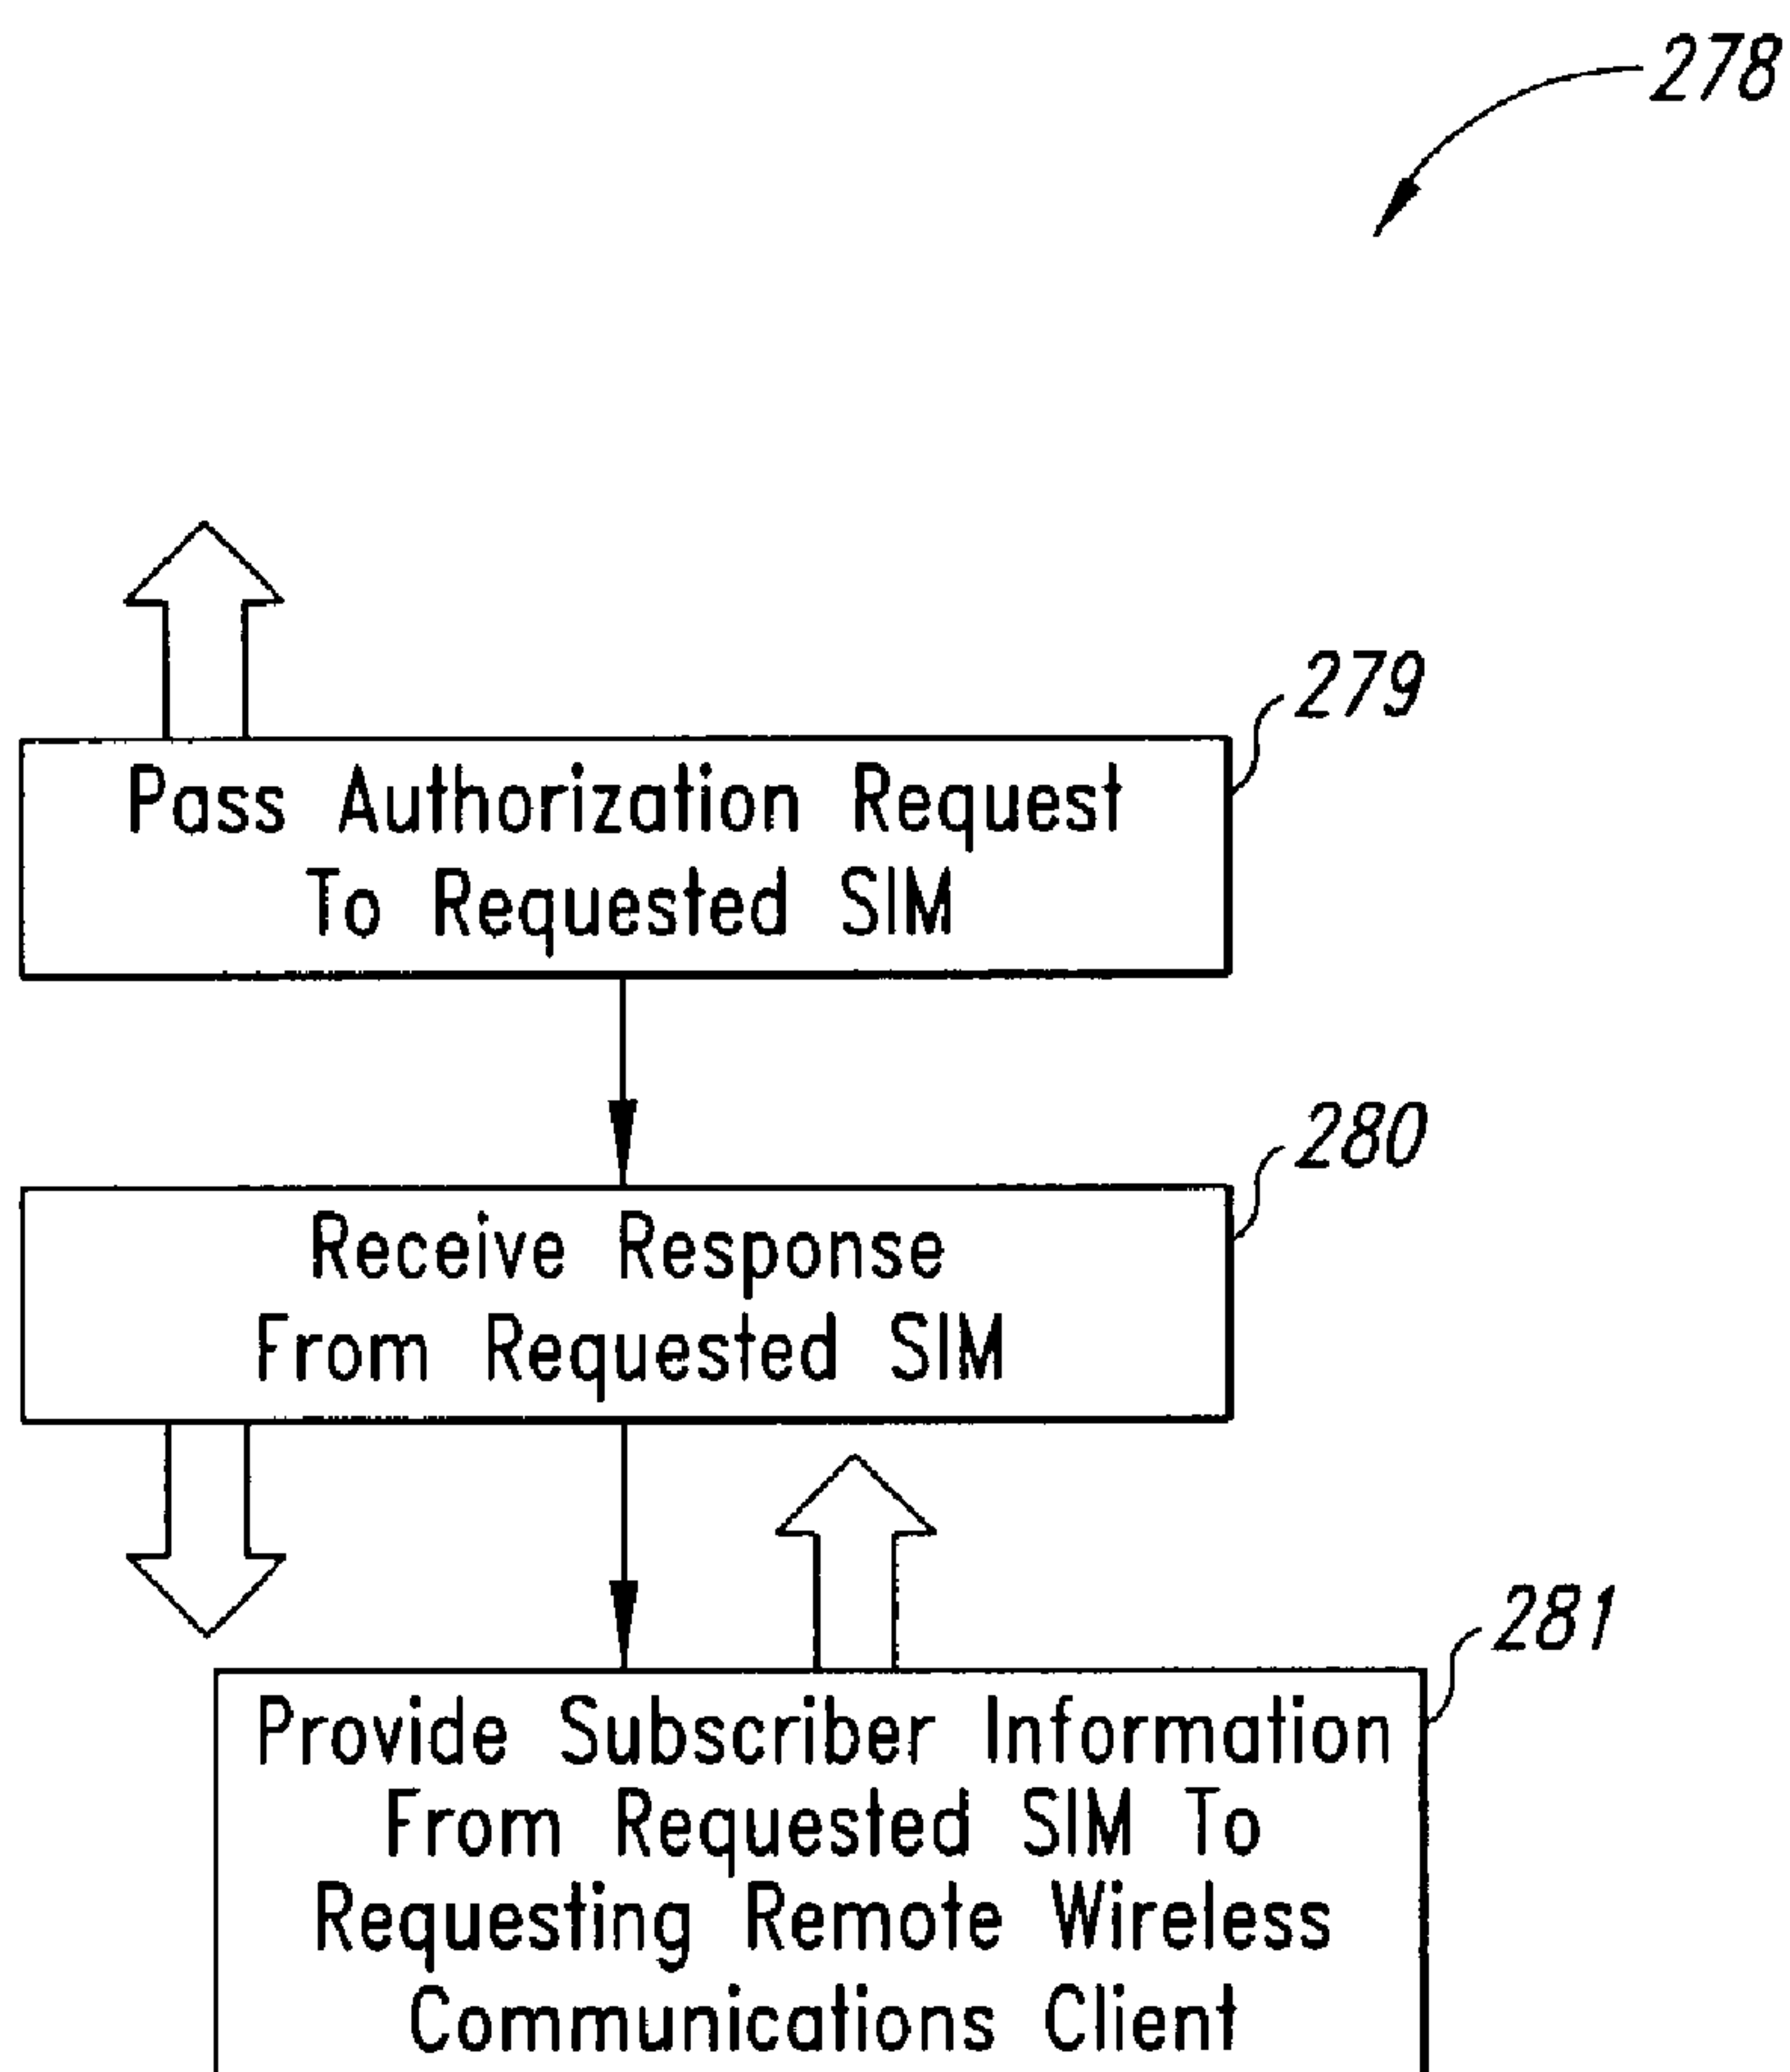 278
279
Pass Authorization Request
To Requested SIM
280
Receive Response
From Requested SIM
281
Provide Subscriber Information
From Requested SIM To
Requesting Remote Wireless
Communications Client